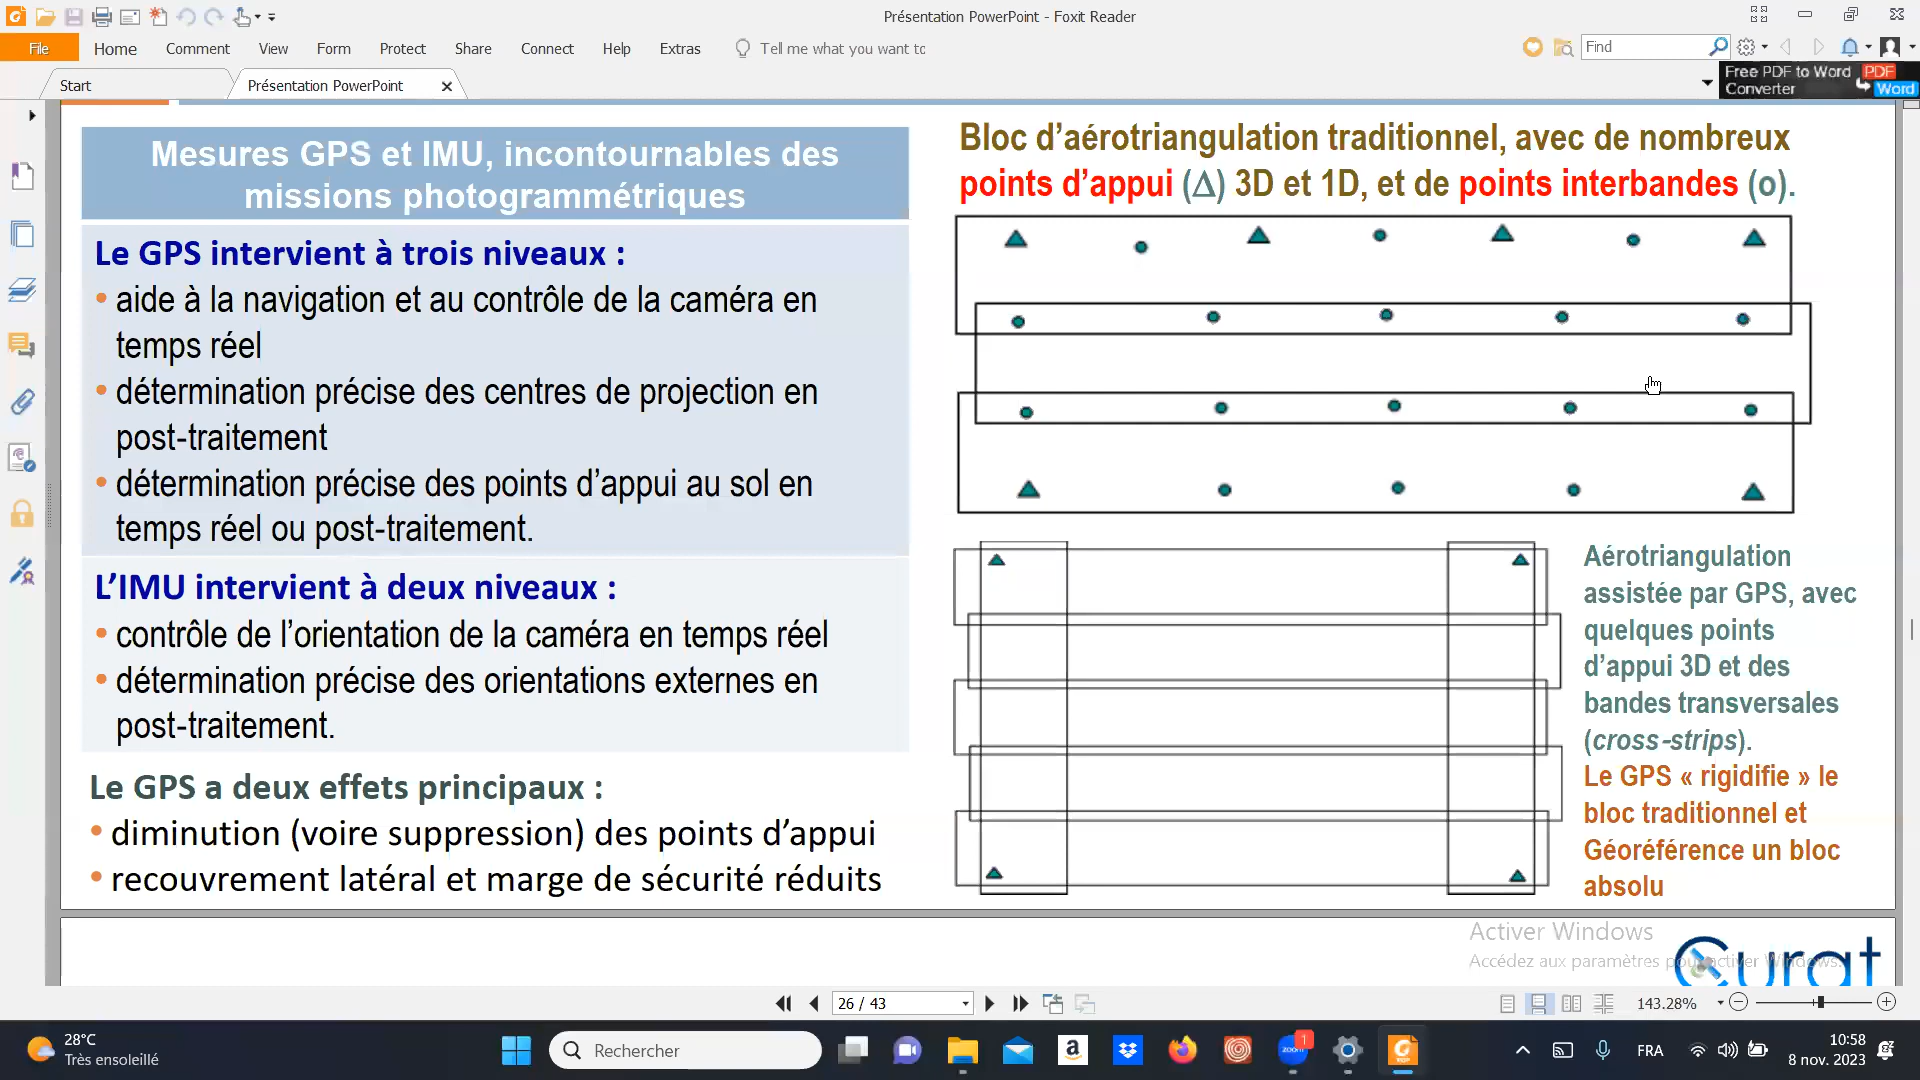 Présentation PowerPoint - Foxit Reader
File
Home
Comment
View
Form
Protect
Share
Connect
Help
Extras
Tell me what you want to
Find
Start
Présentation PowerPoint
Free PDF to Word
Converter
PDF
Word
Mesures GPS et IMU, incontournables des
missions photogrammétriques
Le GPS intervient à trois niveaux :
• aide à la navigation et au contrôle de la caméra en
temps réel
• détermination précise des centres de projection en
post-traitement
• détermination précise des points d’appui au sol en
temps réel ou post-traitement.
L’IMU intervient à deux niveaux :
• contrôle de l’orientation de la caméra en temps réel
• détermination précise des orientations externes en
post-traitement.
Le GPS a deux effets principaux :
• diminution (voire suppression) des points d’appui
• recouvrement latéral et marge de sécurité réduits
Bloc d’aérotriangulation traditionnel, avec de nombreux
points d’appui (Δ) 3D et 1D, et de points interbandes (o).
Aérotriangulation
assistée par GPS, avec
quelques points
d’appui 3D et des
bandes transversales
(cross-strips).
Le GPS « rigidifie » le
bloc traditionnel et
Géoréférence un bloc
absolu
Activer Windows
Accédez aux paramètres pour activer Windows.
Curat
26 / 43
143.28%
28°C
Très ensoleillé
Rechercher
zoom
1
FRA
10:58
8 nov. 2023